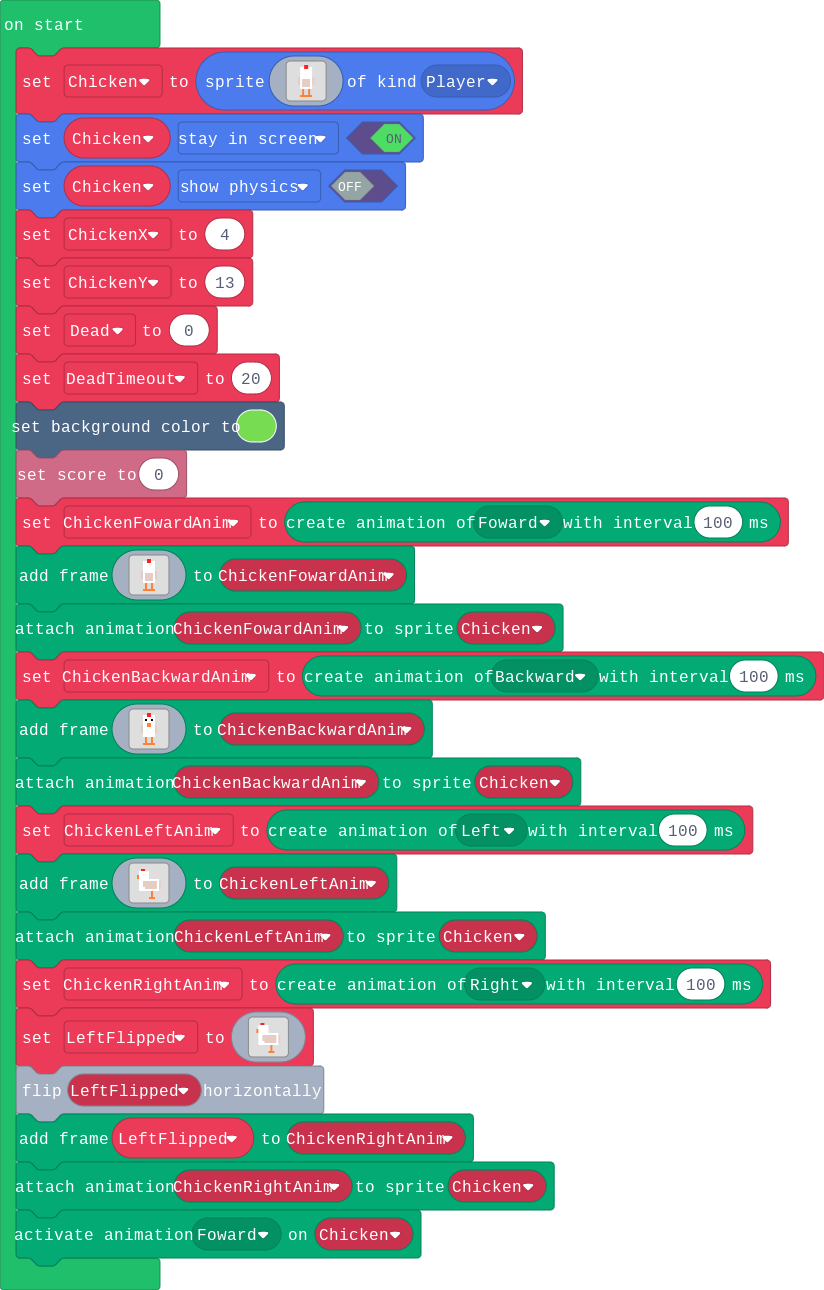 on start
set Chicken to sprite of kind Player
set Chicken stay in screen ON
set Chicken show physics OFF
set ChickenX to 4
set ChickenY to 13
set Dead to 0
set DeadTimeout to 20
set background color to
set score to 0
set ChickenFowardAnim to create animation of Foward with interval 100 ms
add frame to ChickenFowardAnim
attach animation ChickenFowardAnim to sprite Chicken
set ChickenBackwardAnim to create animation of Backward with interval 100 ms
add frame to ChickenBackwardAnim
attach animation ChickenBackwardAnim to sprite Chicken
set ChickenLeftAnim to create animation of Left with interval 100 ms
add frame to ChickenLeftAnim
attach animation ChickenLeftAnim to sprite Chicken
set ChickenRightAnim to create animation of Right with interval 100 ms
set LeftFlipped to
flip LeftFlipped horizontally
add frame LeftFlipped to ChickenRightAnim
attach animation ChickenRightAnim to sprite Chicken
activate animation Foward on Chicken